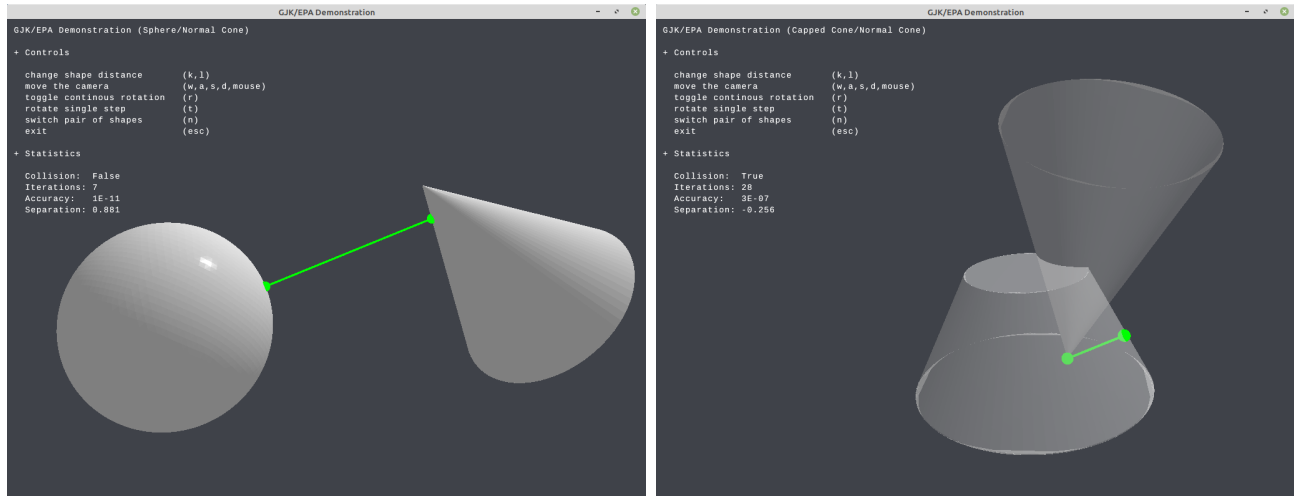 GJK/EPA Demonstration
GJK/EPA Demonstration (Sphere/Normal Cone)
+ Controls
change shape distance (k,l)
move the camera (w,a,s,d,mouse)
toggle continous rotation (r)
rotate single step (t)
switch pair of shapes (n)
exit (esc)
+ Statistics
Collision: False
Iterations: 7
Accuracy: 1E-11
Separation: 0.881
GJK/EPA Demonstration
GJK/EPA Demonstration (Capped Cone/Normal Cone)
+ Controls
change shape distance (k,l)
move the camera (w,a,s,d,mouse)
toggle continous rotation (r)
rotate single step (t)
switch pair of shapes (n)
exit (esc)
+ Statistics
Collision: True
Iterations: 28
Accuracy: 3E-07
Separation: -0.256